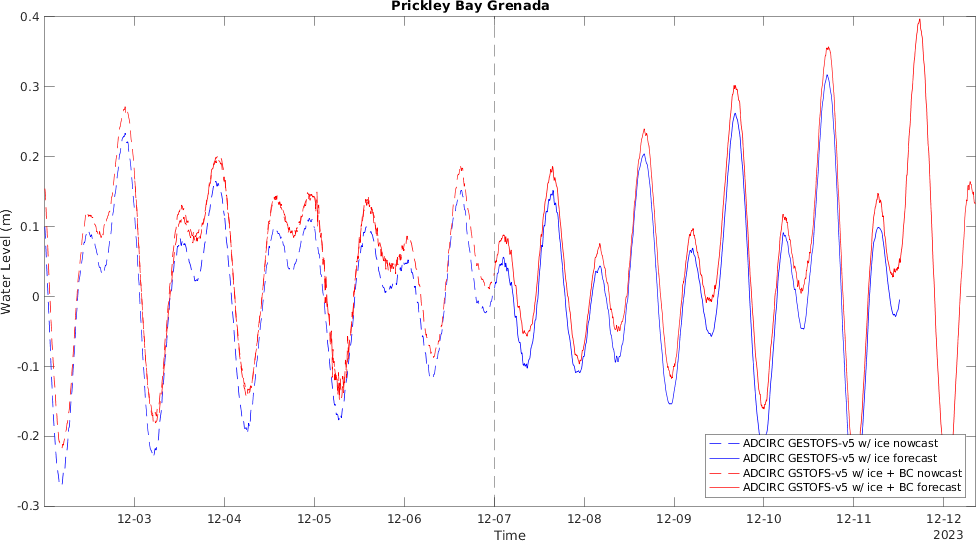 Prickley Bay Grenada
0.4
0.3
0.2
0.1
0
-0.1
-0.2
-0.3
Water Level (m)
12-03
12-04
12-05
12-06
12-07
12-08
12-09
12-10
12-11
12-12
2023
Time
ADCIRC GESTOFS-v5 w/ ice nowcast
ADCIRC GESTOFS-v5 w/ ice forecast
ADCIRC GSTOFS-v5 w/ ice + BC nowcast
ADCIRC GSTOFS-v5 w/ ice + BC forecast